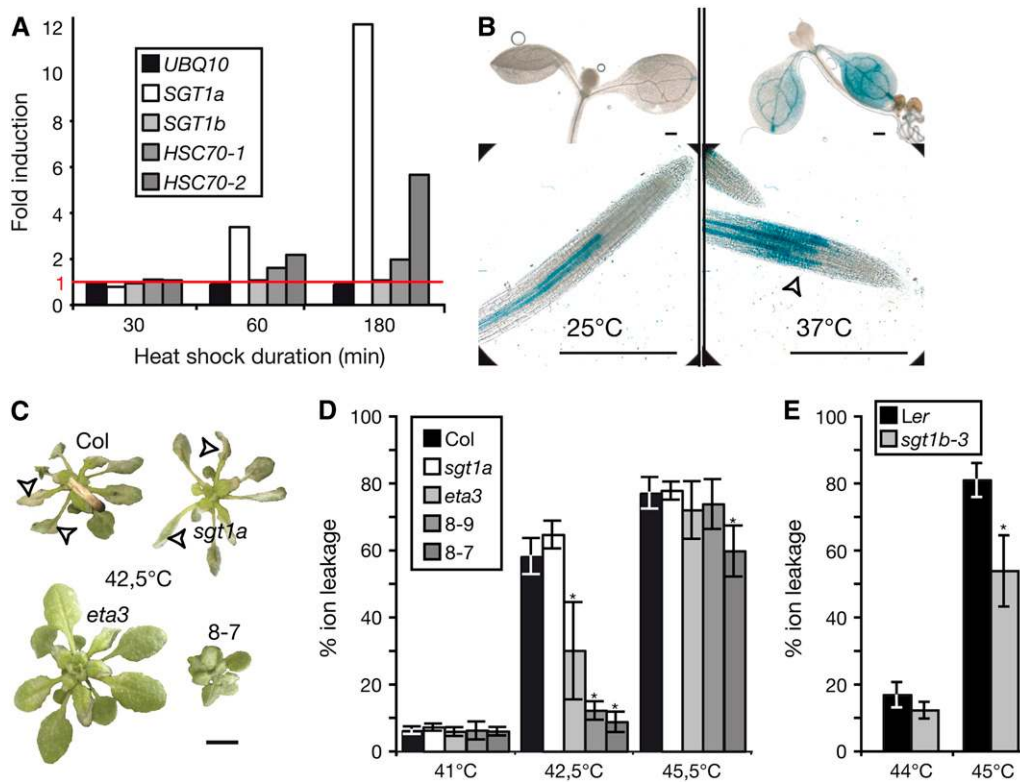 A
Fold induction
12
10
8
6
4
2
1
0
UBQ10
SGT1a
SGT1b
HSC70-1
HSC70-2
30 60 180
Heat shock duration (min)
B
25°C
37°C
C
Col
sgt1a
42,5°C
eta3
8-7
D
% ion leakage
100
80
60
40
20
0
Col
sgt1a
eta3
8-9
8-7
* * * *
41°C 42,5°C 45,5°C
E
% ion leakage
100
80
60
40
20
0
Ler
sgt1b-3
*
44°C 45°C